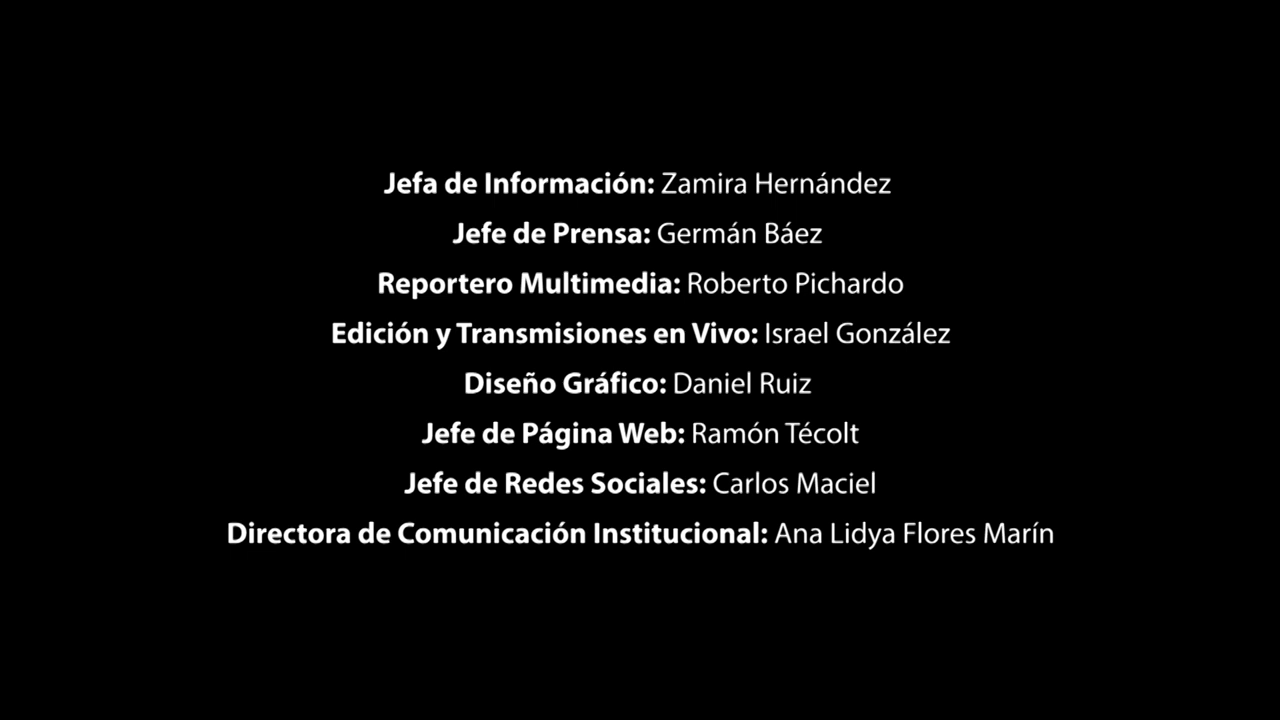 Jefa de Información: Zamira Hernández
Jefe de Prensa: Germán Báez
Reportero Multimedia: Roberto Pichardo
Edición y Transmisiones en Vivo: Israel González
Diseño Gráfico: Daniel Ruiz
Jefe de Página Web: Ramón Técolt
Jefe de Redes Sociales: Carlos Maciel
Directora de Comunicación Institucional: Ana Lidya Flores Marín